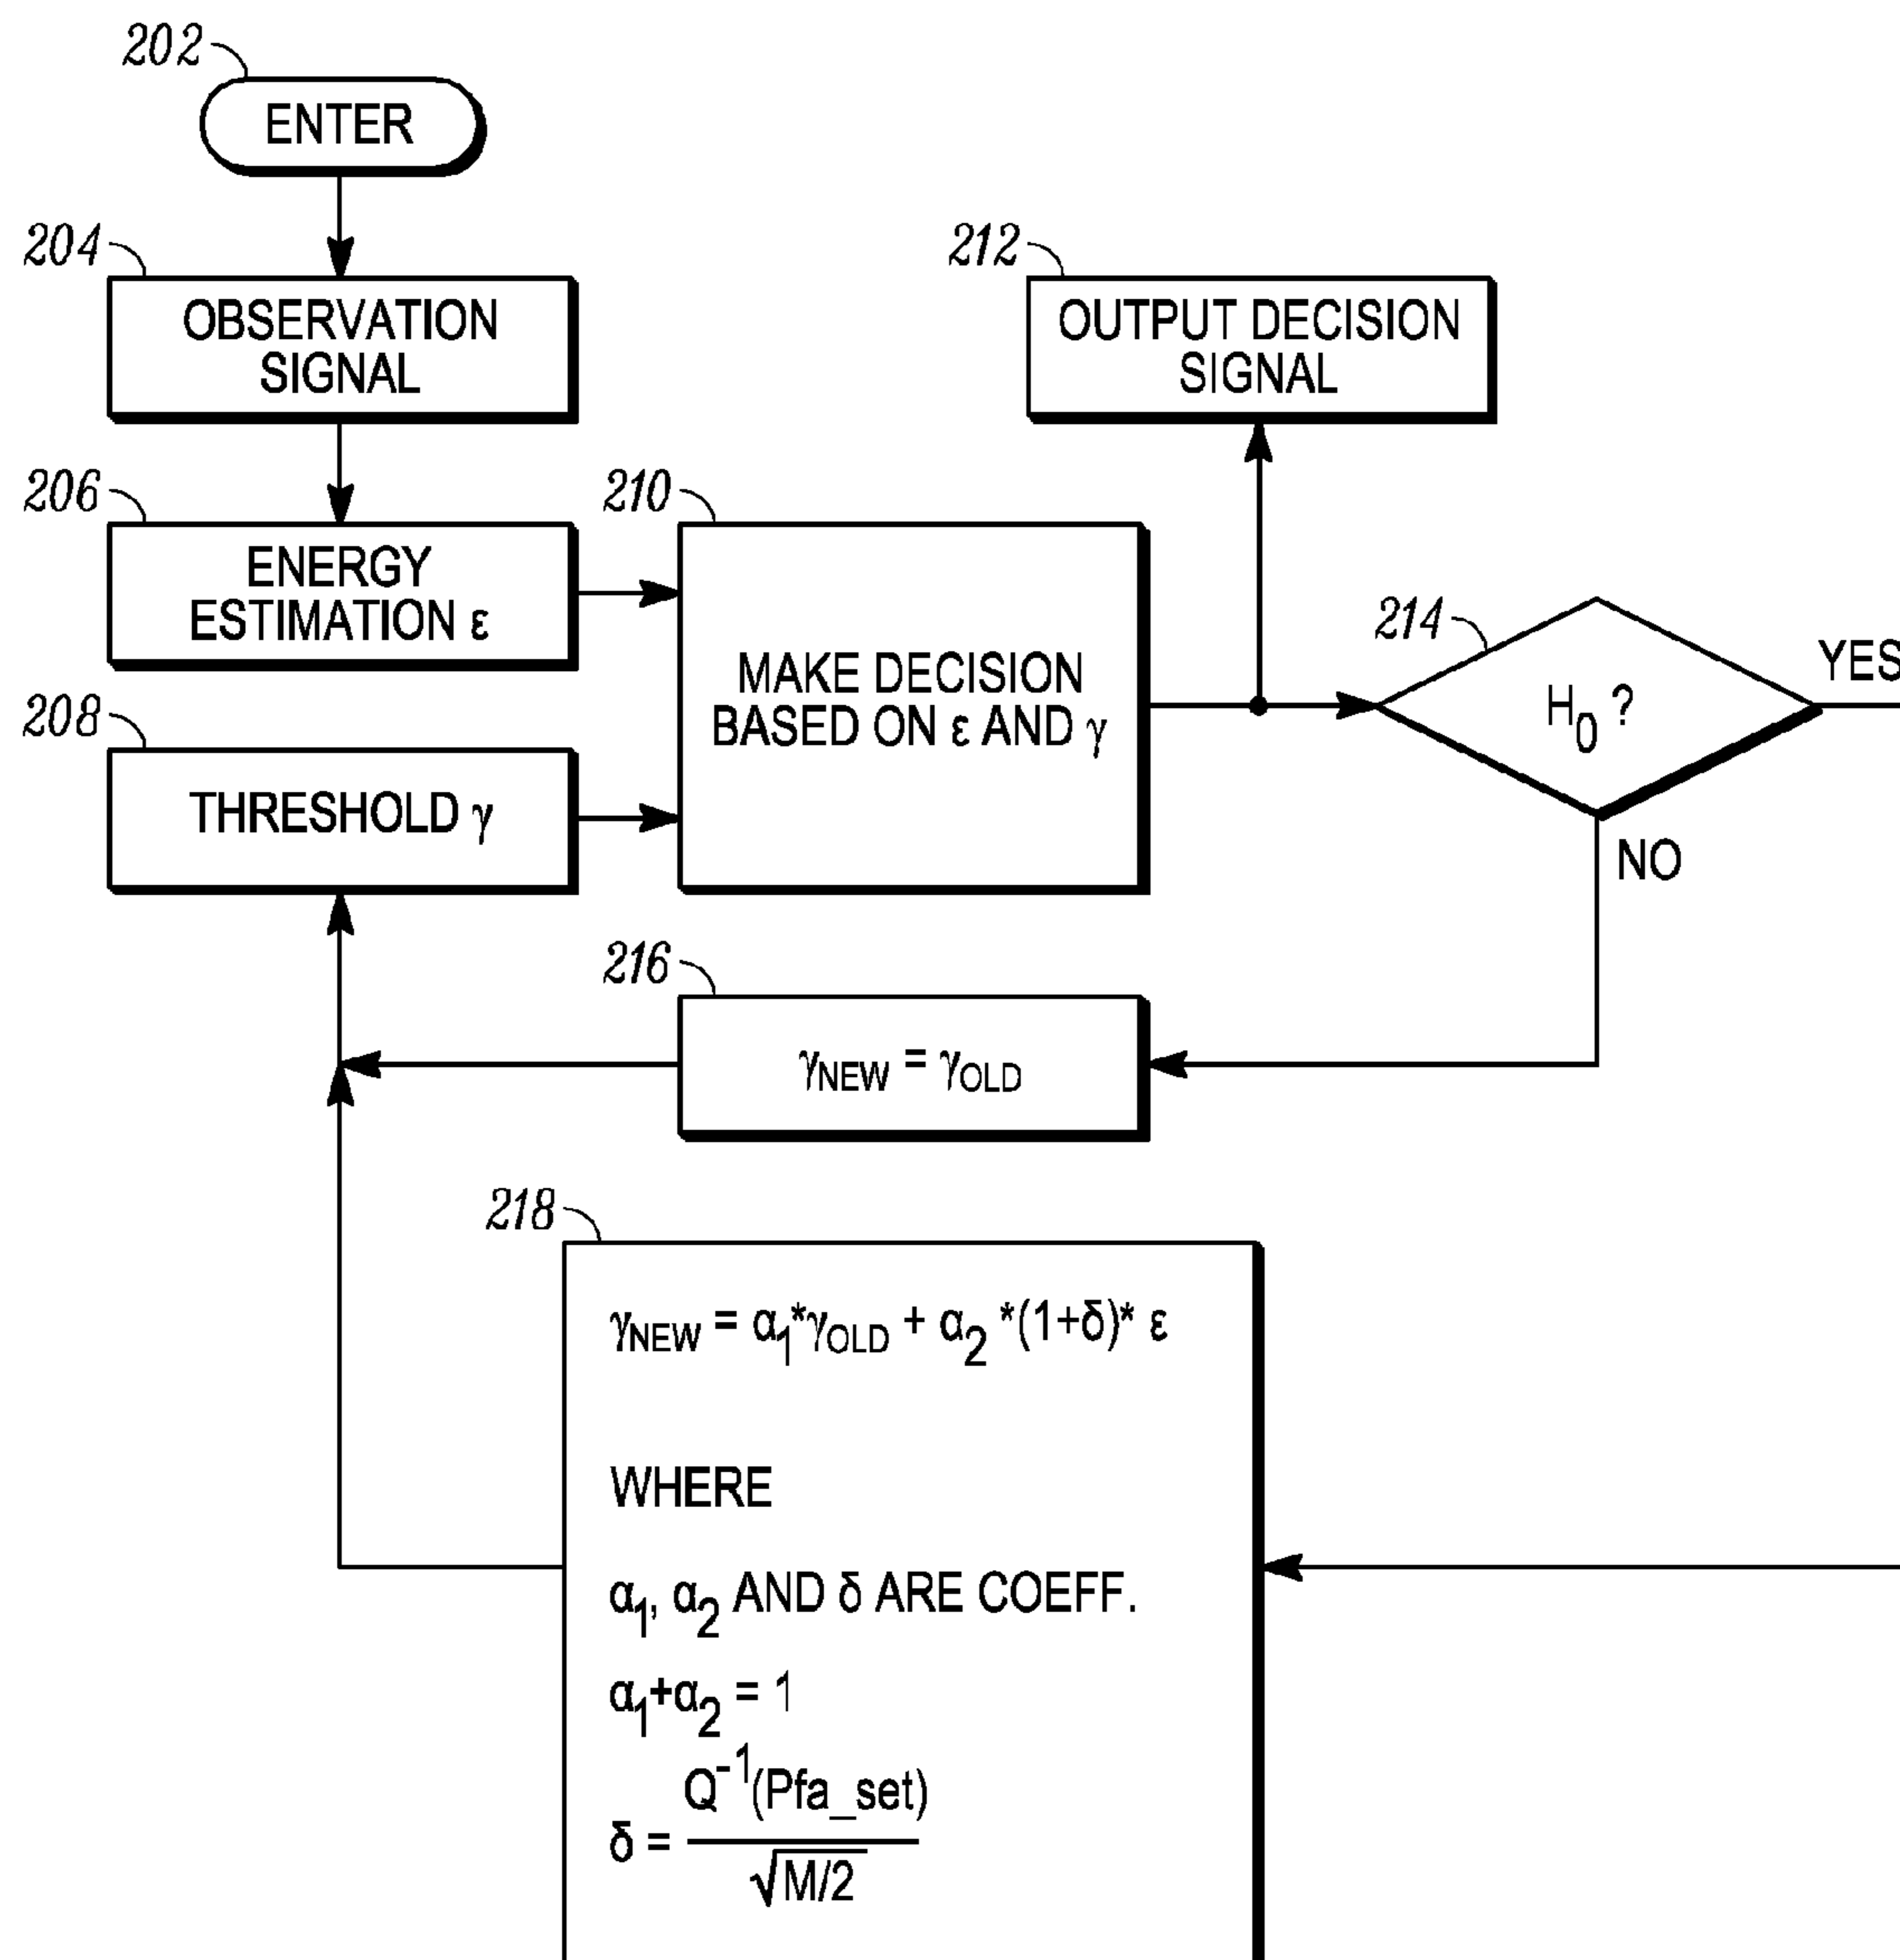 202
ENTER
204
OBSERVATION
SIGNAL
212
OUTPUT DECISION
SIGNAL
206
ENERGY
ESTIMATION ε
210
MAKE DECISION
BASED ON ε AND γ
214
H₀ ?
YES
208
THRESHOLD γ
NO
216
γNEW = γOLD
218
γNEW = α₁*γOLD + α₂ *(1+δ)* ε
WHERE
α₁, α₂ AND δ ARE COEFF.
α₁+α₂ = 1
δ = Q⁻¹(Pfa_set)
√M/2